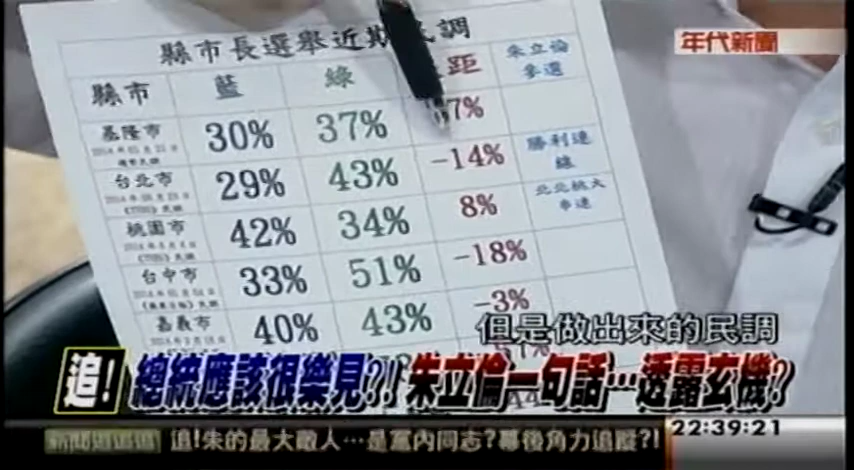 年代新聞
縣市長選舉近期民調
縣市 藍 綠 距 朱立倫參選
基隆市 30% 37% 7%
台北市 29% 43% -14% 勝利連線
桃園市 42% 34% 8% 北北桃大串連
台中市 33% 51% -18%
嘉義市 40% 43% -3%
但是做出來的民調
追! 總統應該很樂見?! 朱立倫一句話…透露玄機?
新聞追追追 追!朱的最大敵人…是黨內同志?幕後角力追蹤?! 22:39:21